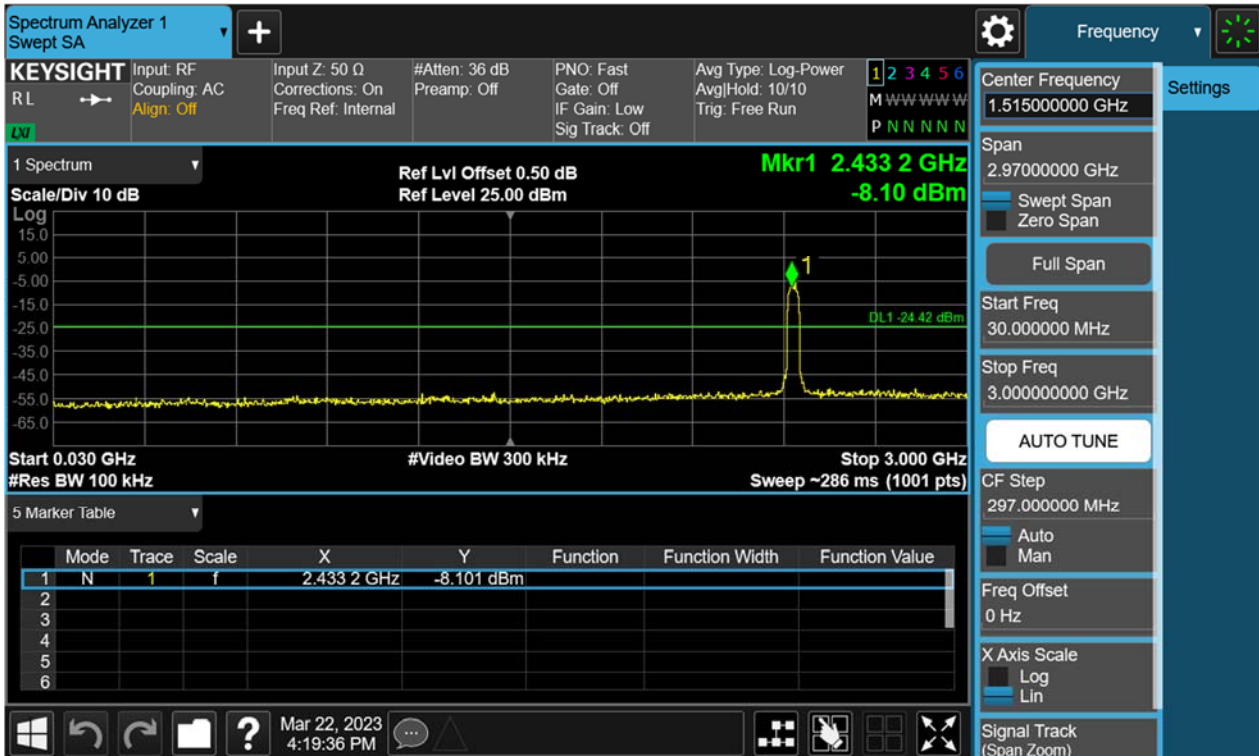 Spectrum Analyzer 1
Swept SA
+
Frequency
KEYSIGHT
RL
LXI
Input: RF
Coupling: AC
Align: Off
Input Z: 50 Ω
Corrections: On
Freq Ref: Internal
#Atten: 36 dB
Preamp: Off
PNO: Fast
Gate: Off
IF Gain: Low
Sig Track: Off
Avg Type: Log-Power
Avg|Hold: 10/10
Trig: Free Run
1 2 3 4 5 6
M W W W W W W
P N N N N N N
1 Spectrum
Scale/Div 10 dB
Ref Lvl Offset 0.50 dB
Ref Level 25.00 dBm
Mkr1 2.433 2 GHz
-8.10 dBm
Log
15.0
5.00
-5.00
-15.0
-25.0
-35.0
-45.0
-55.0
-65.0
1
DL1 -24.42 dBm
Start 0.030 GHz
#Res BW 100 kHz
#Video BW 300 kHz
Stop 3.000 GHz
Sweep ~286 ms (1001 pts)
5 Marker Table
Mode Trace Scale X Y Function Function Width Function Value
1 N 1 f 2.433 2 GHz -8.101 dBm
2
3
4
5
6
?
Mar 22, 2023
4:19:36 PM
Center Frequency
1.515000000 GHz
Settings
Span
2.97000000 GHz
Swept Span
Zero Span
Full Span
Start Freq
30.000000 MHz
Stop Freq
3.000000000 GHz
AUTO TUNE
CF Step
297.000000 MHz
Auto
Man
Freq Offset
0 Hz
X Axis Scale
Log
Lin
Signal Track
(Span Zoom)